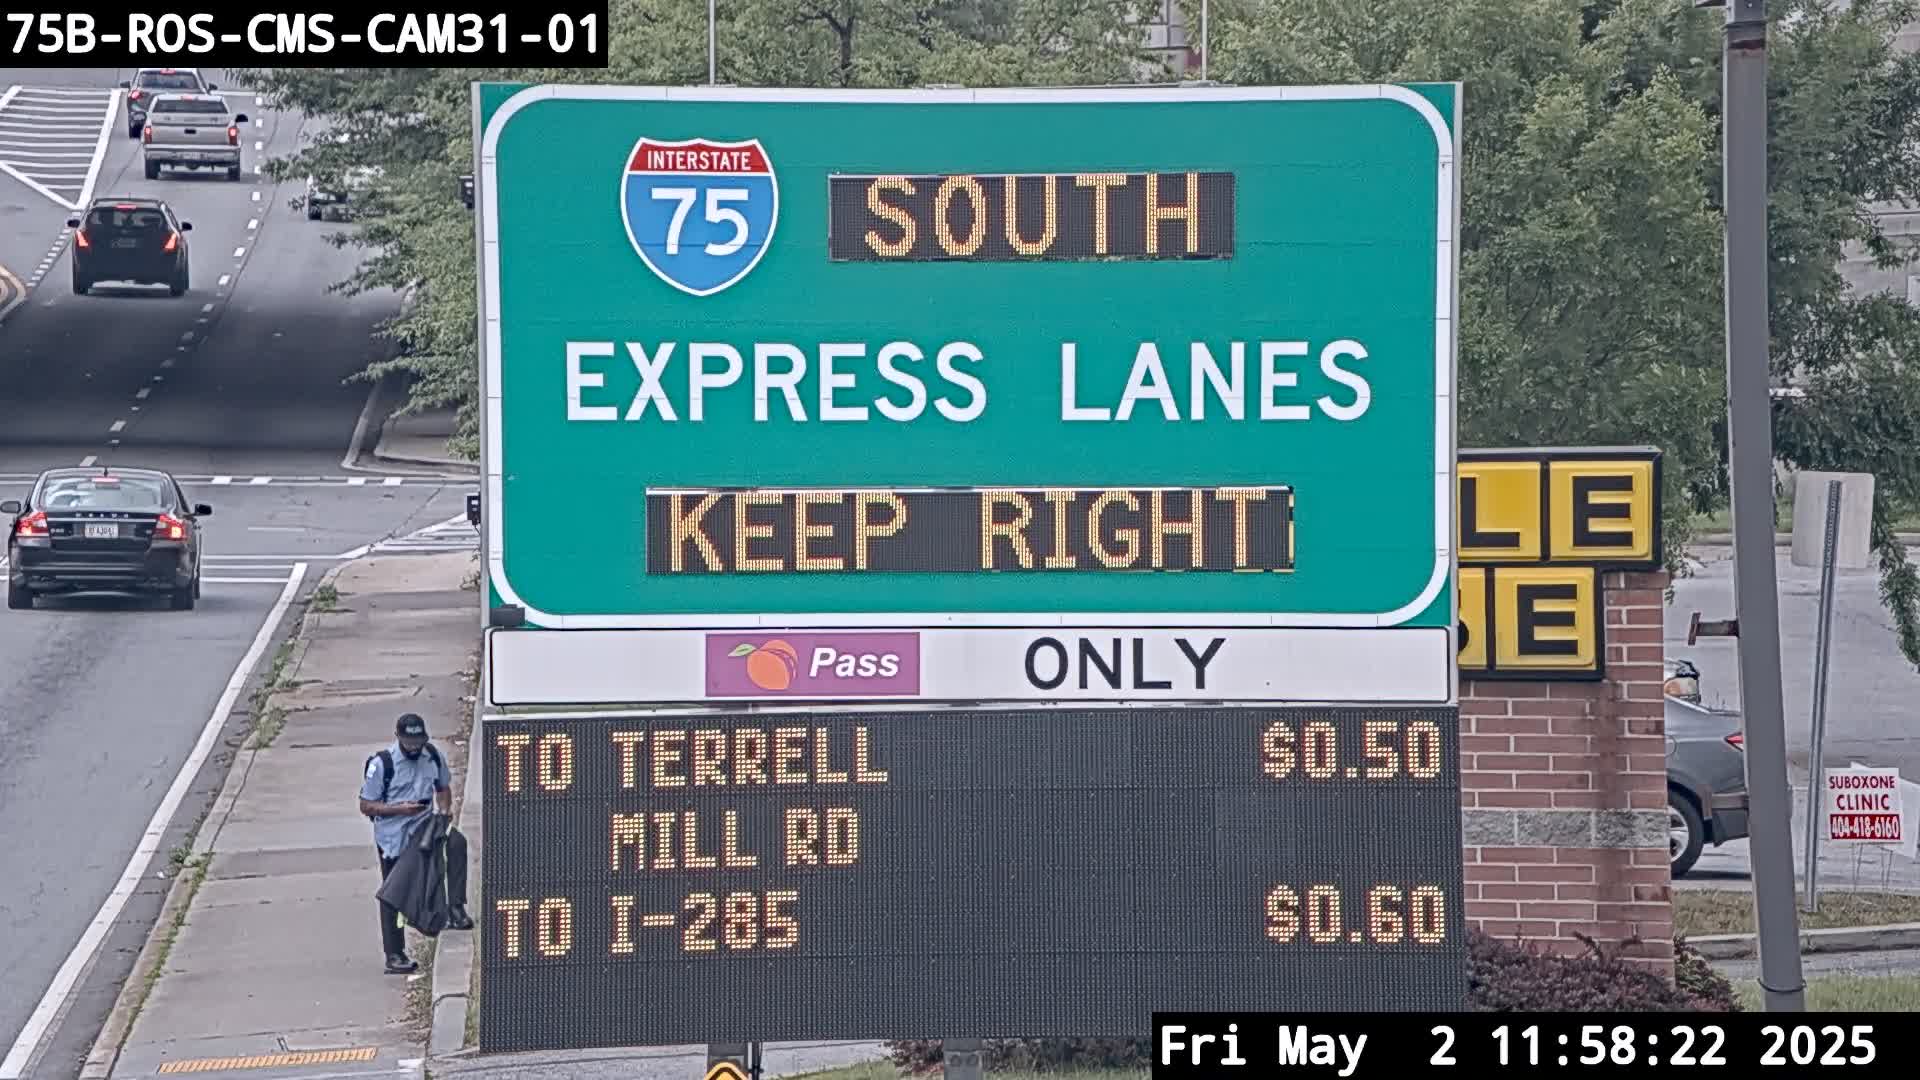 75B-ROS-CMS-CAM31-01
INTERSTATE
75
SOUTH
EXPRESS LANES
KEEP RIGHT
Pass
ONLY
TO TERRELL $0.50
MILL RD
TO I-285 $0.60
LE
E
SUBOXONE
CLINIC
404-418-6160
Fri May 2 11:58:22 2025